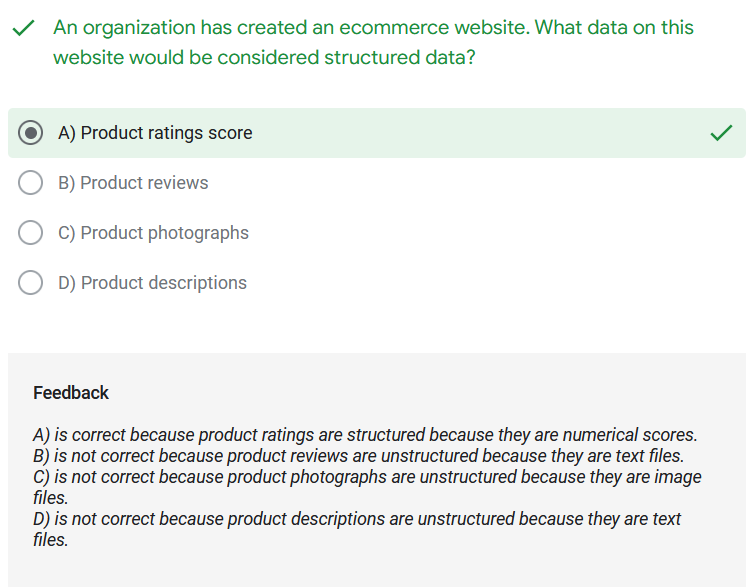 An organization has created an ecommerce website. What data on this
website would be considered structured data?
A) Product ratings score
B) Product reviews
C) Product photographs
D) Product descriptions
Feedback
A) is correct because product ratings are structured because they are numerical scores.
B) is not correct because product reviews are unstructured because they are text files.
C) is not correct because product photographs are unstructured because they are image
files.
D) is not correct because product descriptions are unstructured because they are text
files.